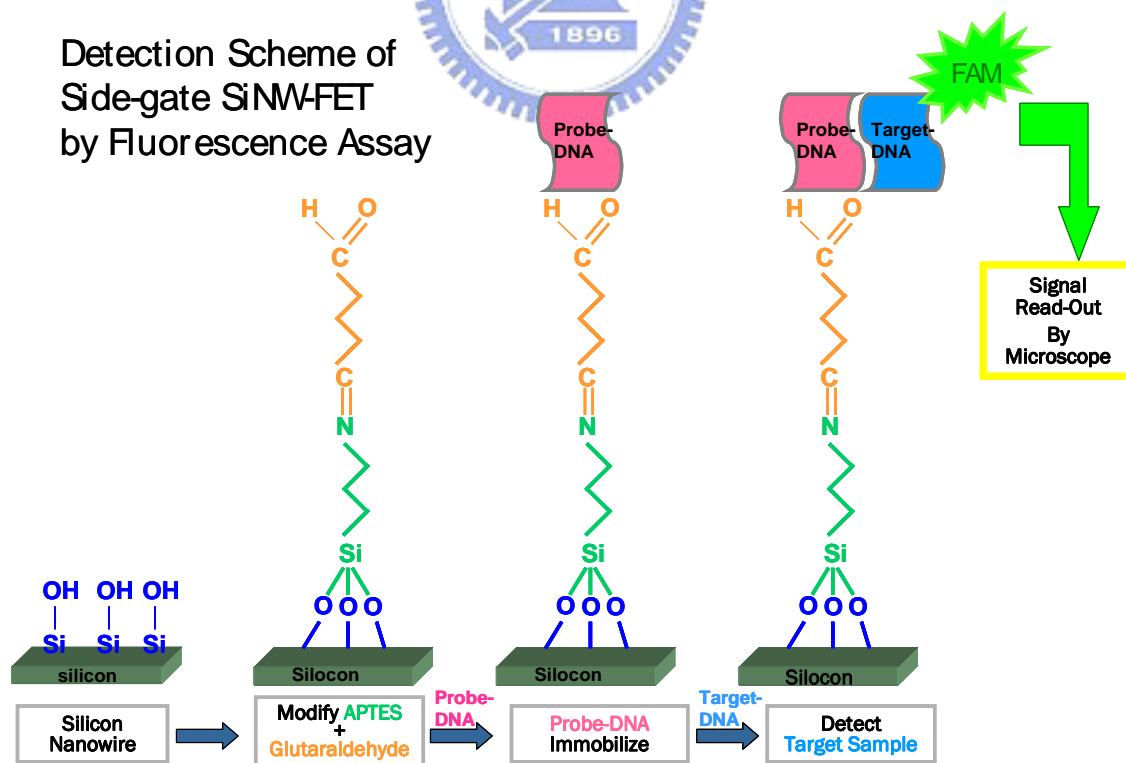 1896
Detection Scheme of
Side-gate SiNW-FET
by Fluorescence Assay
FAM
Probe-
DNA
Probe-
DNA
Target-
DNA
Signal
Read-Out
By
Microscope
H O
C
C
N
Si
O O O
H O
C
C
N
Si
O O O
H O
C
C
N
Si
O O O
OH OH OH
Si Si Si
silicon
Silocon
Silocon
Silocon
Silicon
Nanowire
Modify APTES
+
Glutaraldehyde
Probe-
DNA
Probe-DNA
Immobilize
Target-
DNA
Detect
Target Sample